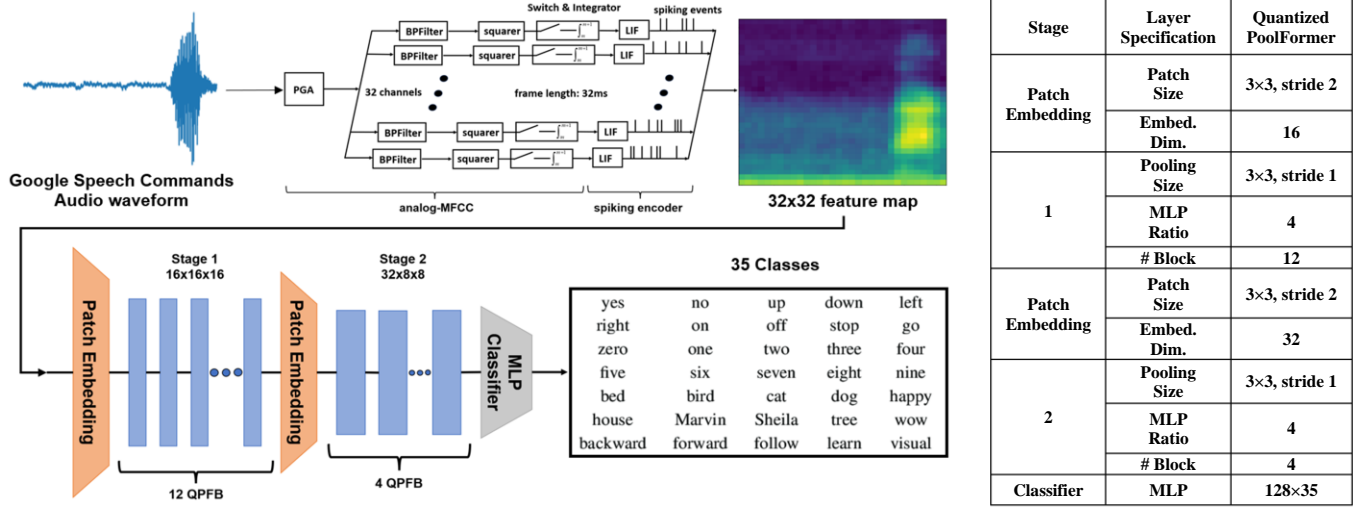 Switch & Integrator
spiking events
BPFilter
squarer
LIF
BPFilter
squarer
LIF
PGA
32 channels
frame length: 32ms
BPFilter
squarer
LIF
BPFilter
squarer
LIF
Google Speech Commands
Audio waveform
analog-MFCC
spiking encoder
32x32 feature map
Patch Embedding
Stage 1
16x16x16
12 QPFB
Patch Embedding
Stage 2
32x8x8
4 QPFB
MLP
Classifier
35 Classes
yes no up down left
right on off stop go
zero one two three four
five six seven eight nine
bed bird cat dog happy
house Marvin Sheila tree wow
backward forward follow learn visual
Stage
Layer
Specification
Quantized
PoolFormer
Patch
Embedding
Patch
Size
3×3, stride 2
Embed.
Dim.
16
1
Pooling
Size
3×3, stride 1
MLP
Ratio
4
# Block
12
Patch
Embedding
Patch
Size
3×3, stride 2
Embed.
Dim.
32
2
Pooling
Size
3×3, stride 1
MLP
Ratio
4
# Block
4
Classifier
MLP
128×35